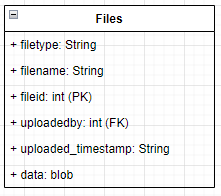 Files
+ filetype: String
+ filename: String
+ fileid: int (PK)
+ uploadedby: int (FK)
+ uploaded_timestamp: String
+ data: blob